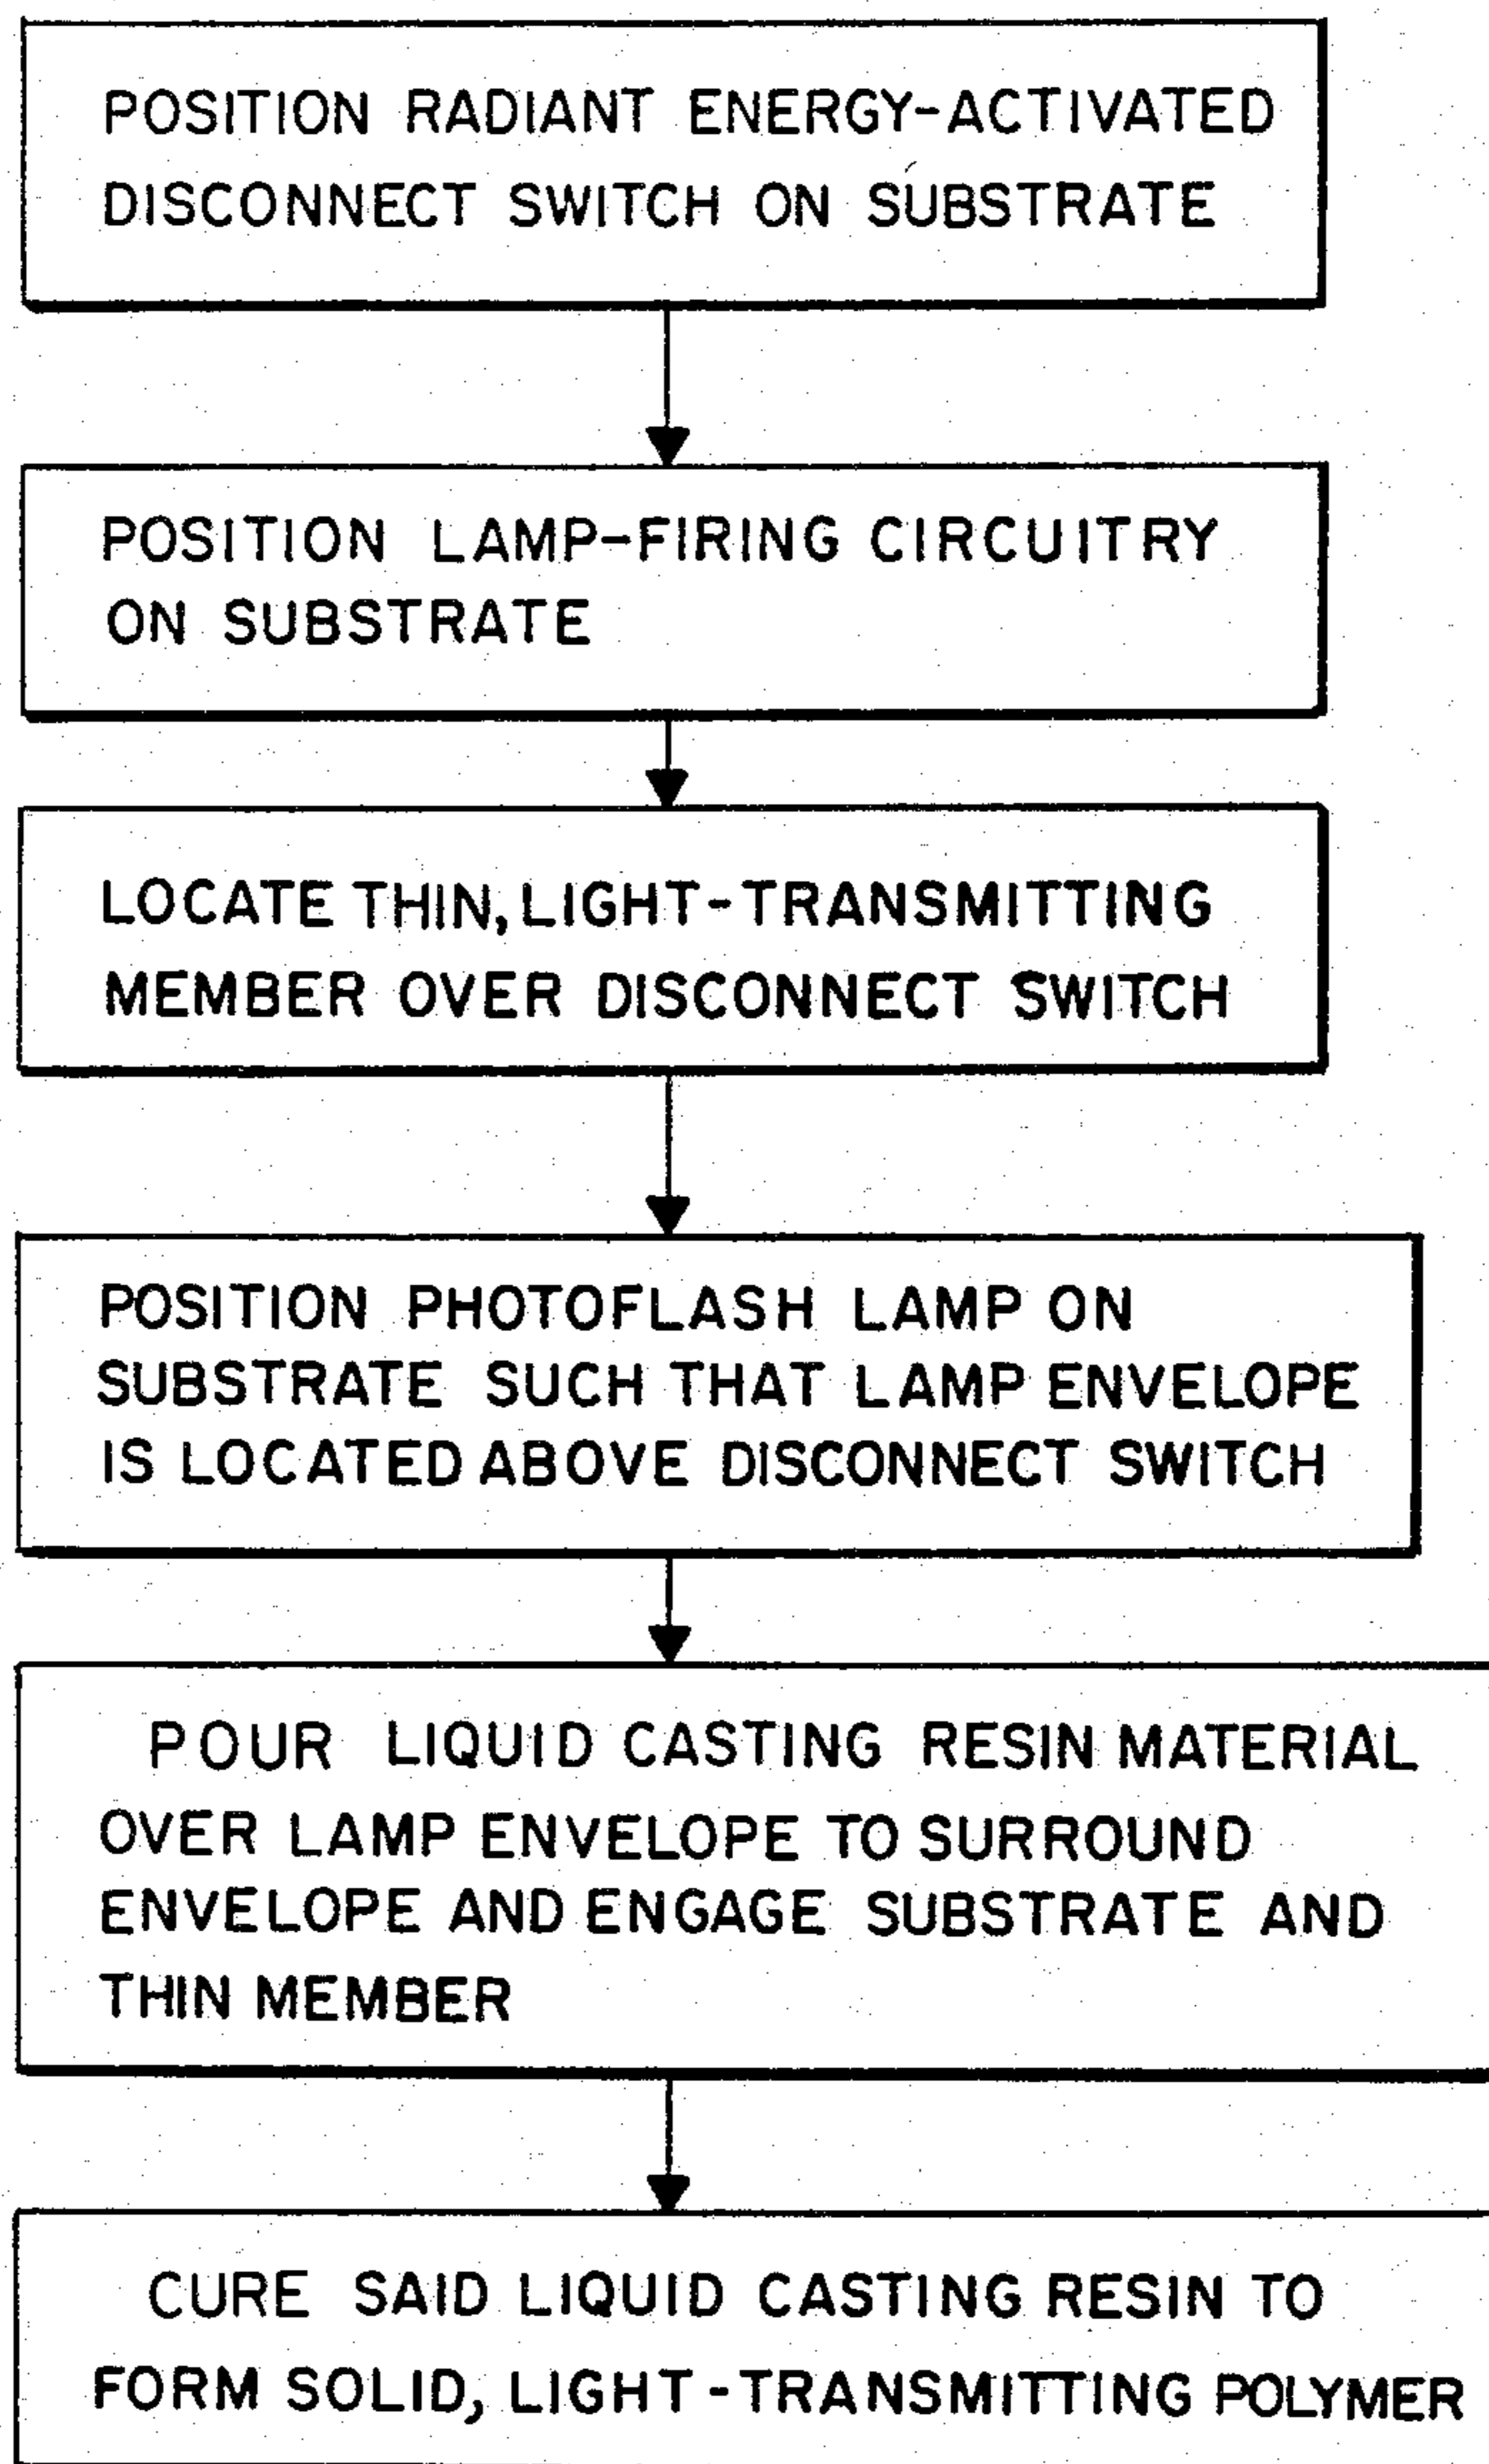 POSITION RADIANT ENERGY-ACTIVATED
DISCONNECT SWITCH ON SUBSTRATE
POSITION LAMP-FIRING CIRCUITRY
ON SUBSTRATE
LOCATE THIN, LIGHT-TRANSMITTING
MEMBER OVER DISCONNECT SWITCH
POSITION PHOTOFLASH LAMP ON
SUBSTRATE SUCH THAT LAMP ENVELOPE
IS LOCATED ABOVE DISCONNECT SWITCH
POUR LIQUID CASTING RESIN MATERIAL
OVER LAMP ENVELOPE TO SURROUND
ENVELOPE AND ENGAGE SUBSTRATE AND
THIN MEMBER
CURE SAID LIQUID CASTING RESIN TO
FORM SOLID, LIGHT-TRANSMITTING POLYMER